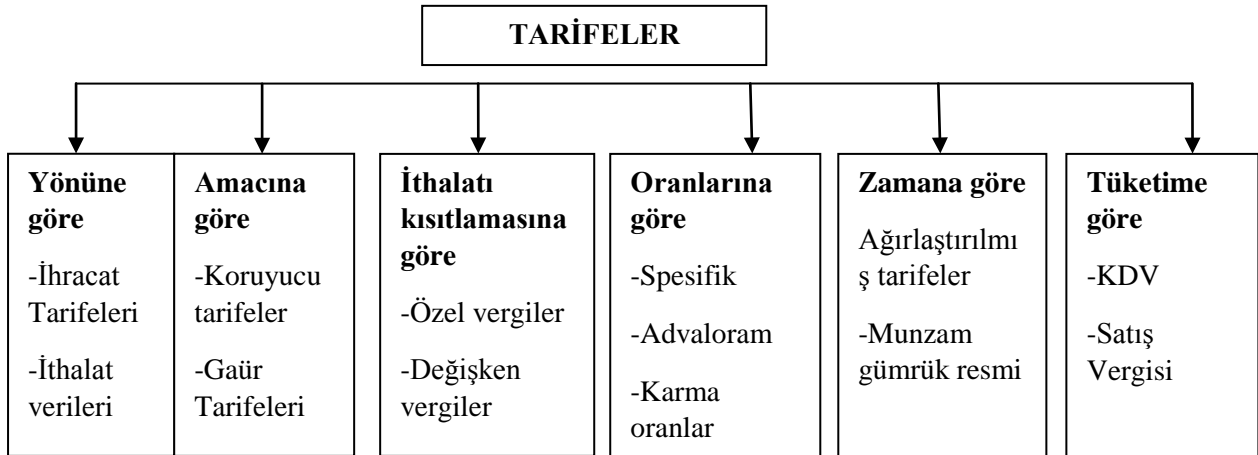 TARİFELER
Yönüne
göre
-İhracat
Tarifeleri
-İthalat
verileri
Amacına
göre
-Koruyucu
tarifeler
-Gaür
Tarifeleri
İthalatı
kısıtlamasına
göre
-Özel vergiler
-Değişken
vergiler
Oranlarına
göre
-Spesifik
-Advaloram
-Karma
oranlar
Zamana göre
Ağırlaştırılmı
ş tarifeler
-Munzam
gümrük resmi
Tüketime
göre
-KDV
-Satış
Vergisi